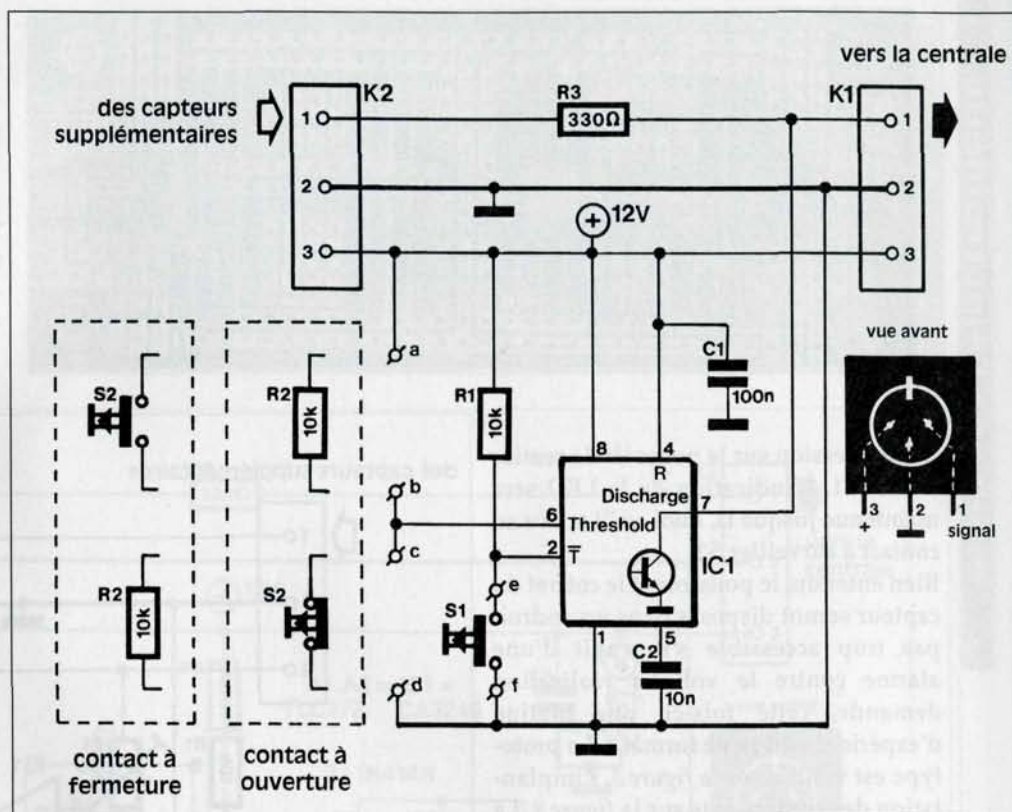 vers la centrale
des capteurs
supplémentaires
K2
R3
330Ω
K1
1
1
2
2
12V
3
3
a
vue avant
C1
100n
S2
R2
10k
R1
10k
8
4
R
Discharge
7
3
2
1
signal
b
6
Threshold
c
2
T
IC1
e
R2
10k
S2
S1
1
5
C2
10n
d
f
contact à
fermeture
contact à
ouverture